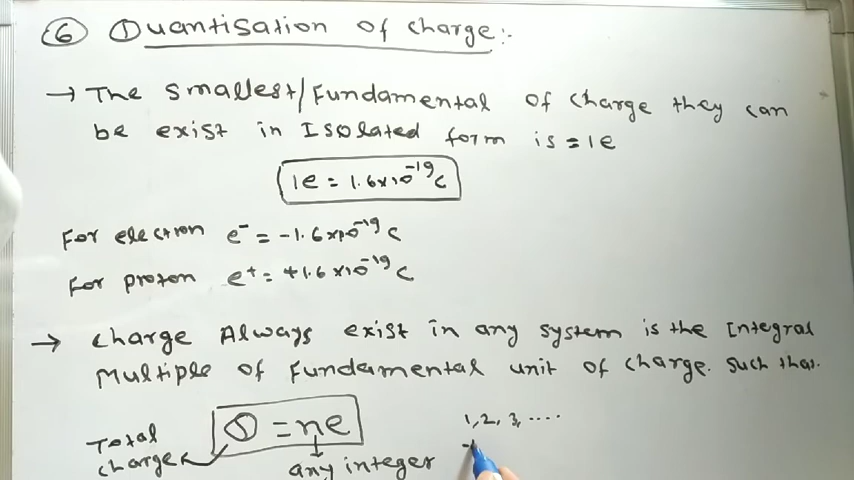 ⑥ Quantisation of charge:-
→ The smallest/Fundamental of charge they can
be exist in Isolated form is = 1e
1e = 1.6×10⁻¹⁹ C
For electron e⁻ = -1.6×10⁻¹⁹ C
For proton e⁺ = +1.6×10⁻¹⁹ C
→ charge Always exist in any system is the Integral
Multiple of Fundamental unit of charge. Such that.
Total charge Q = ne
any integer
1, 2, 3, ....
-